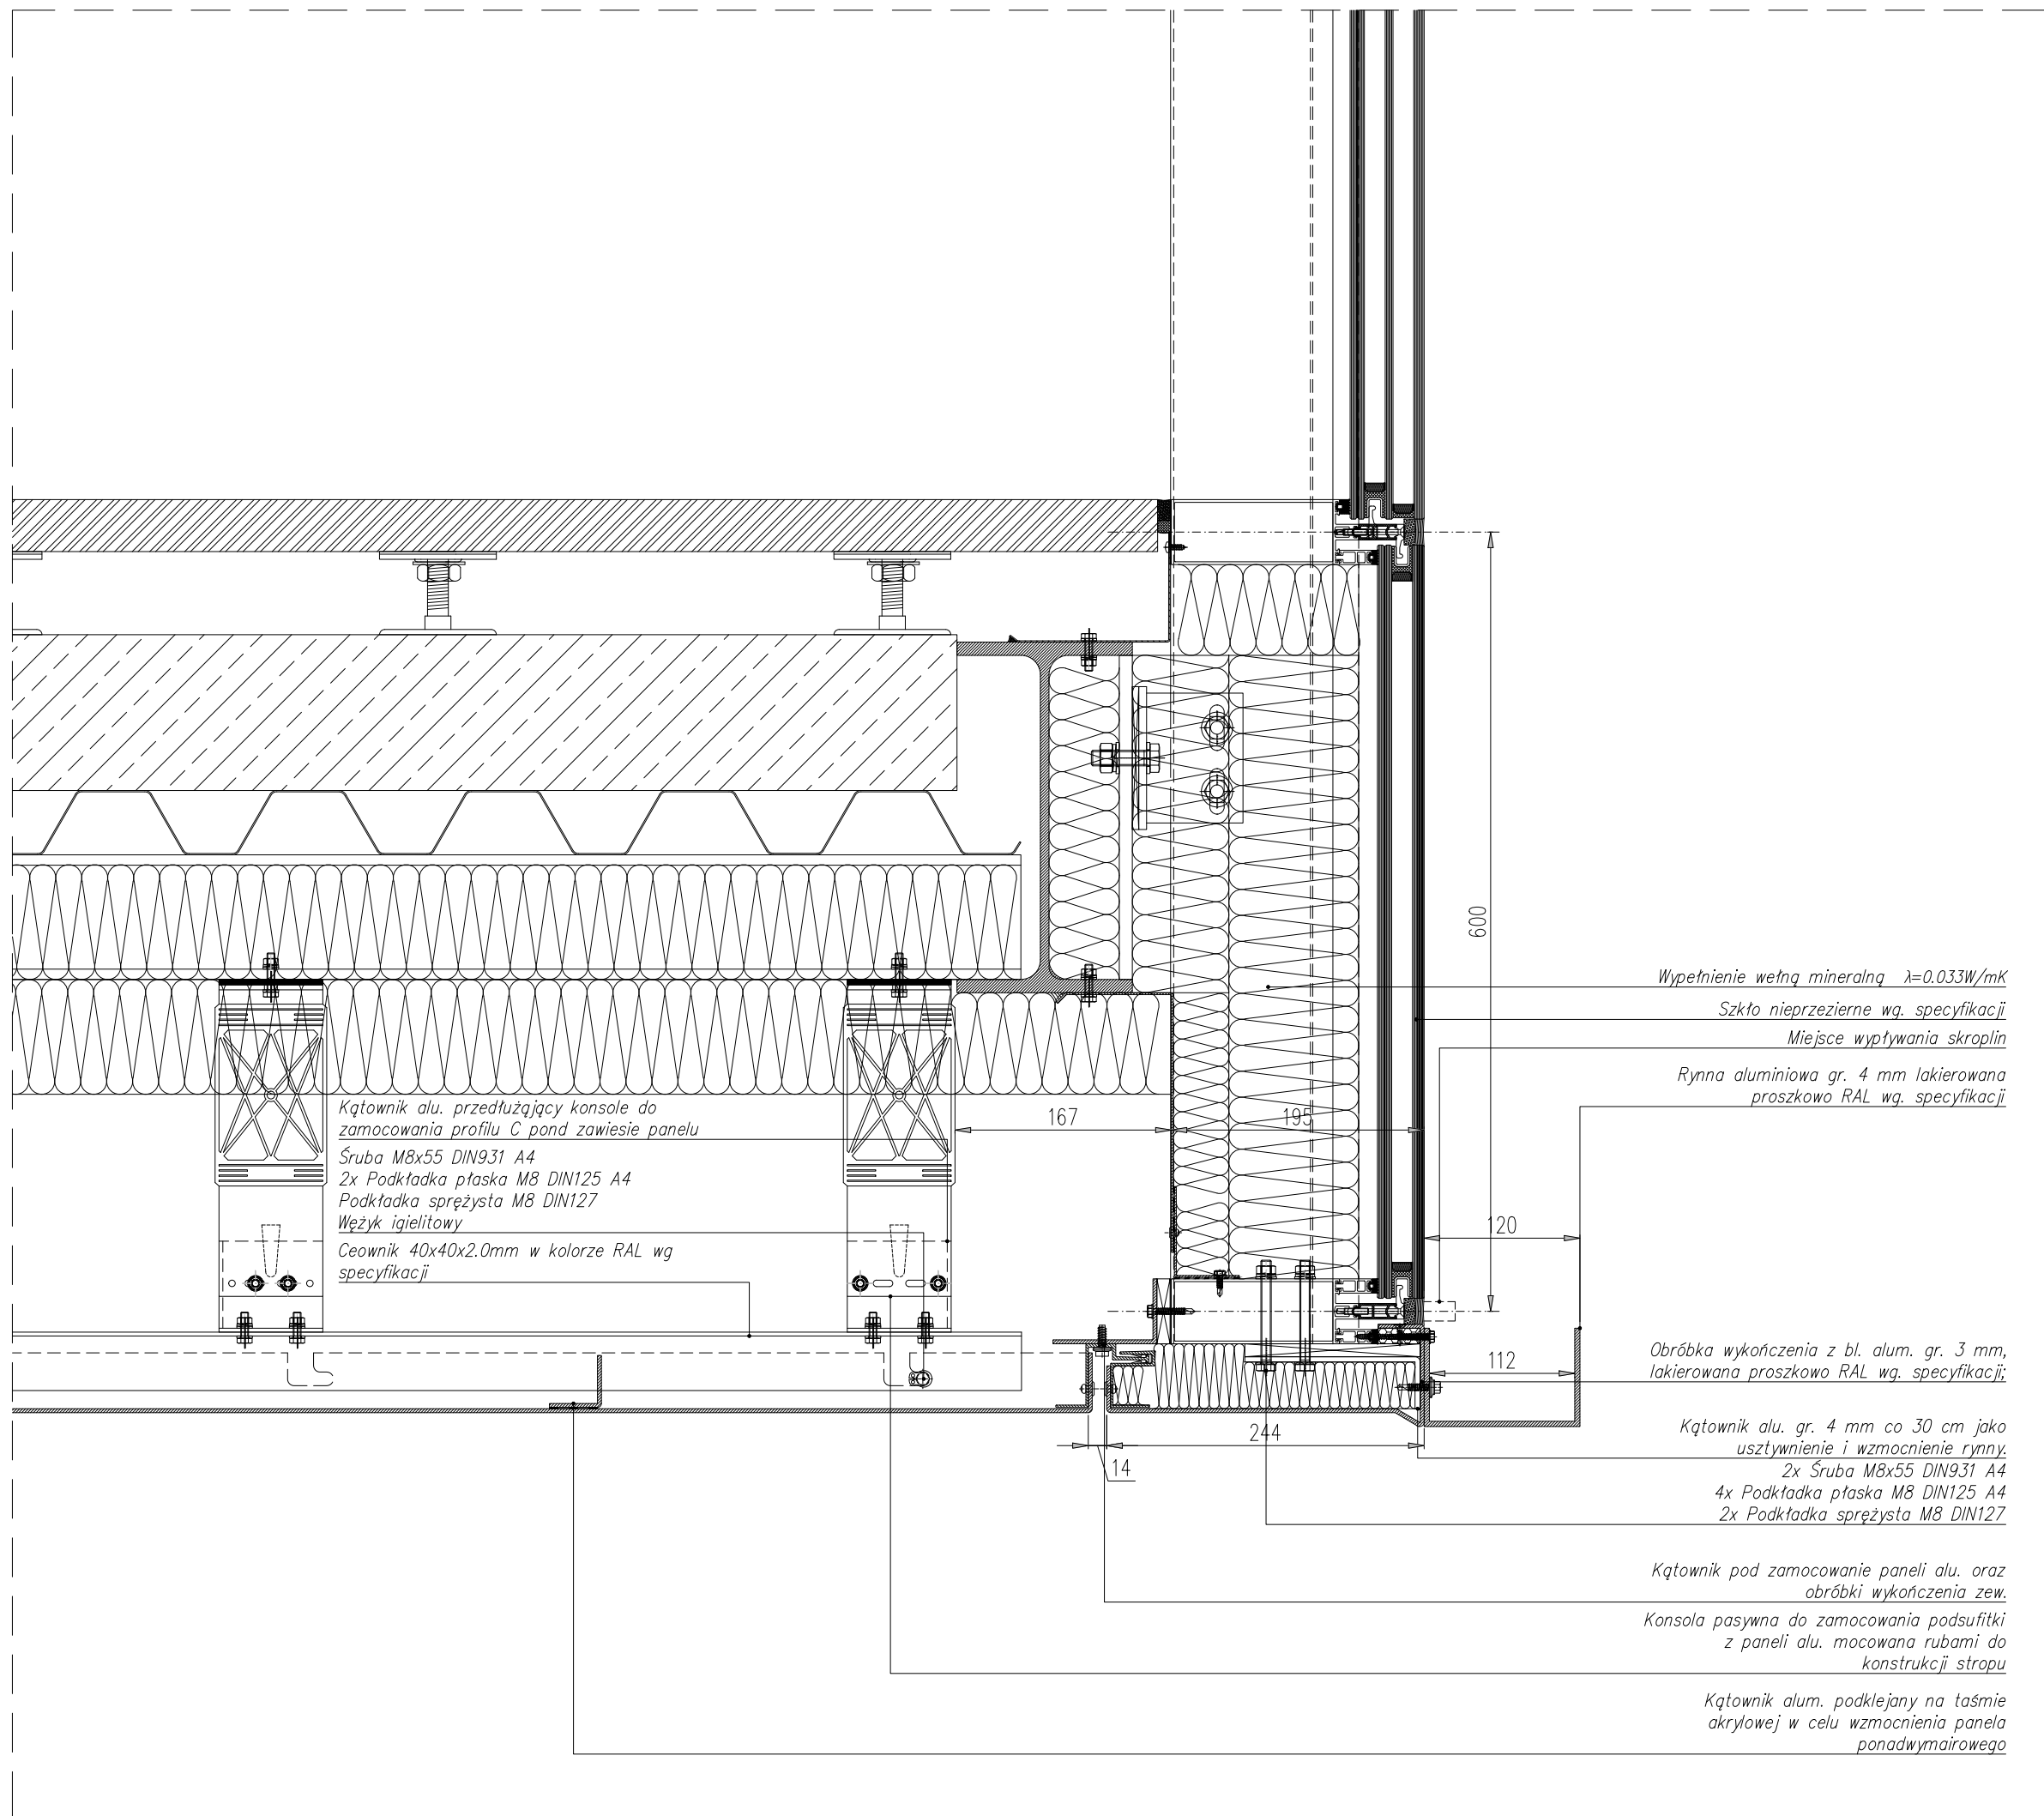 600
Wypełnienie wełną mineralną λ=0.033W/mK
Szkło nieprzezierne wg. specyfikacji
Miejsce wypływania skroplin
Rynna aluminiowa gr. 4 mm lakierowana
proszkowo RAL wg. specyfikacji
Kątownik alu. przedłużąjący konsole do
zamocowania profilu C pond zawiesie panelu
Śruba M8x55 DIN931 A4
2x Podkładka płaska M8 DIN125 A4
Podkładka sprężysta M8 DIN127
Wężyk igielitowy
Ceownik 40x40x2.0mm w kolorze RAL wg
specyfikacji
167
195
120
112
Obróbka wykończenia z bl. alum. gr. 3 mm,
lakierowana proszkowo RAL wg. specyfikacji;
244
14
Kątownik alu. gr. 4 mm co 30 cm jako
usztywnienie i wzmocnienie rynny.
2x Śruba M8x55 DIN931 A4
4x Podkładka płaska M8 DIN125 A4
2x Podkładka sprężysta M8 DIN127
Kątownik pod zamocowanie paneli alu. oraz
obróbki wykończenia zew.
Konsola pasywna do zamocowania podsufitki
z paneli alu. mocowana rubami do
konstrukcji stropu
Kątownik alum. podklejany na taśmie
akrylowej w celu wzmocnienia panela
ponadwymairowego